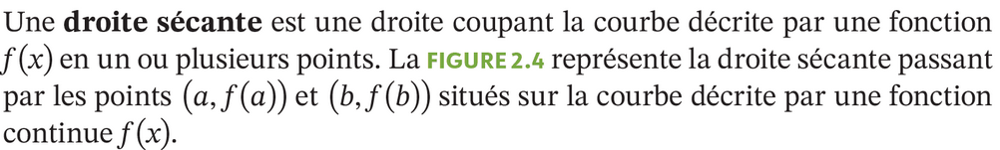 Une droite sécante est une droite coupant la courbe décrite par une fonction
f(x) en un ou plusieurs points. La FIGURE 2.4 représente la droite sécante passant
par les points (a, f(a)) et (b, f(b)) situés sur la courbe décrite par une fonction
continue f(x).